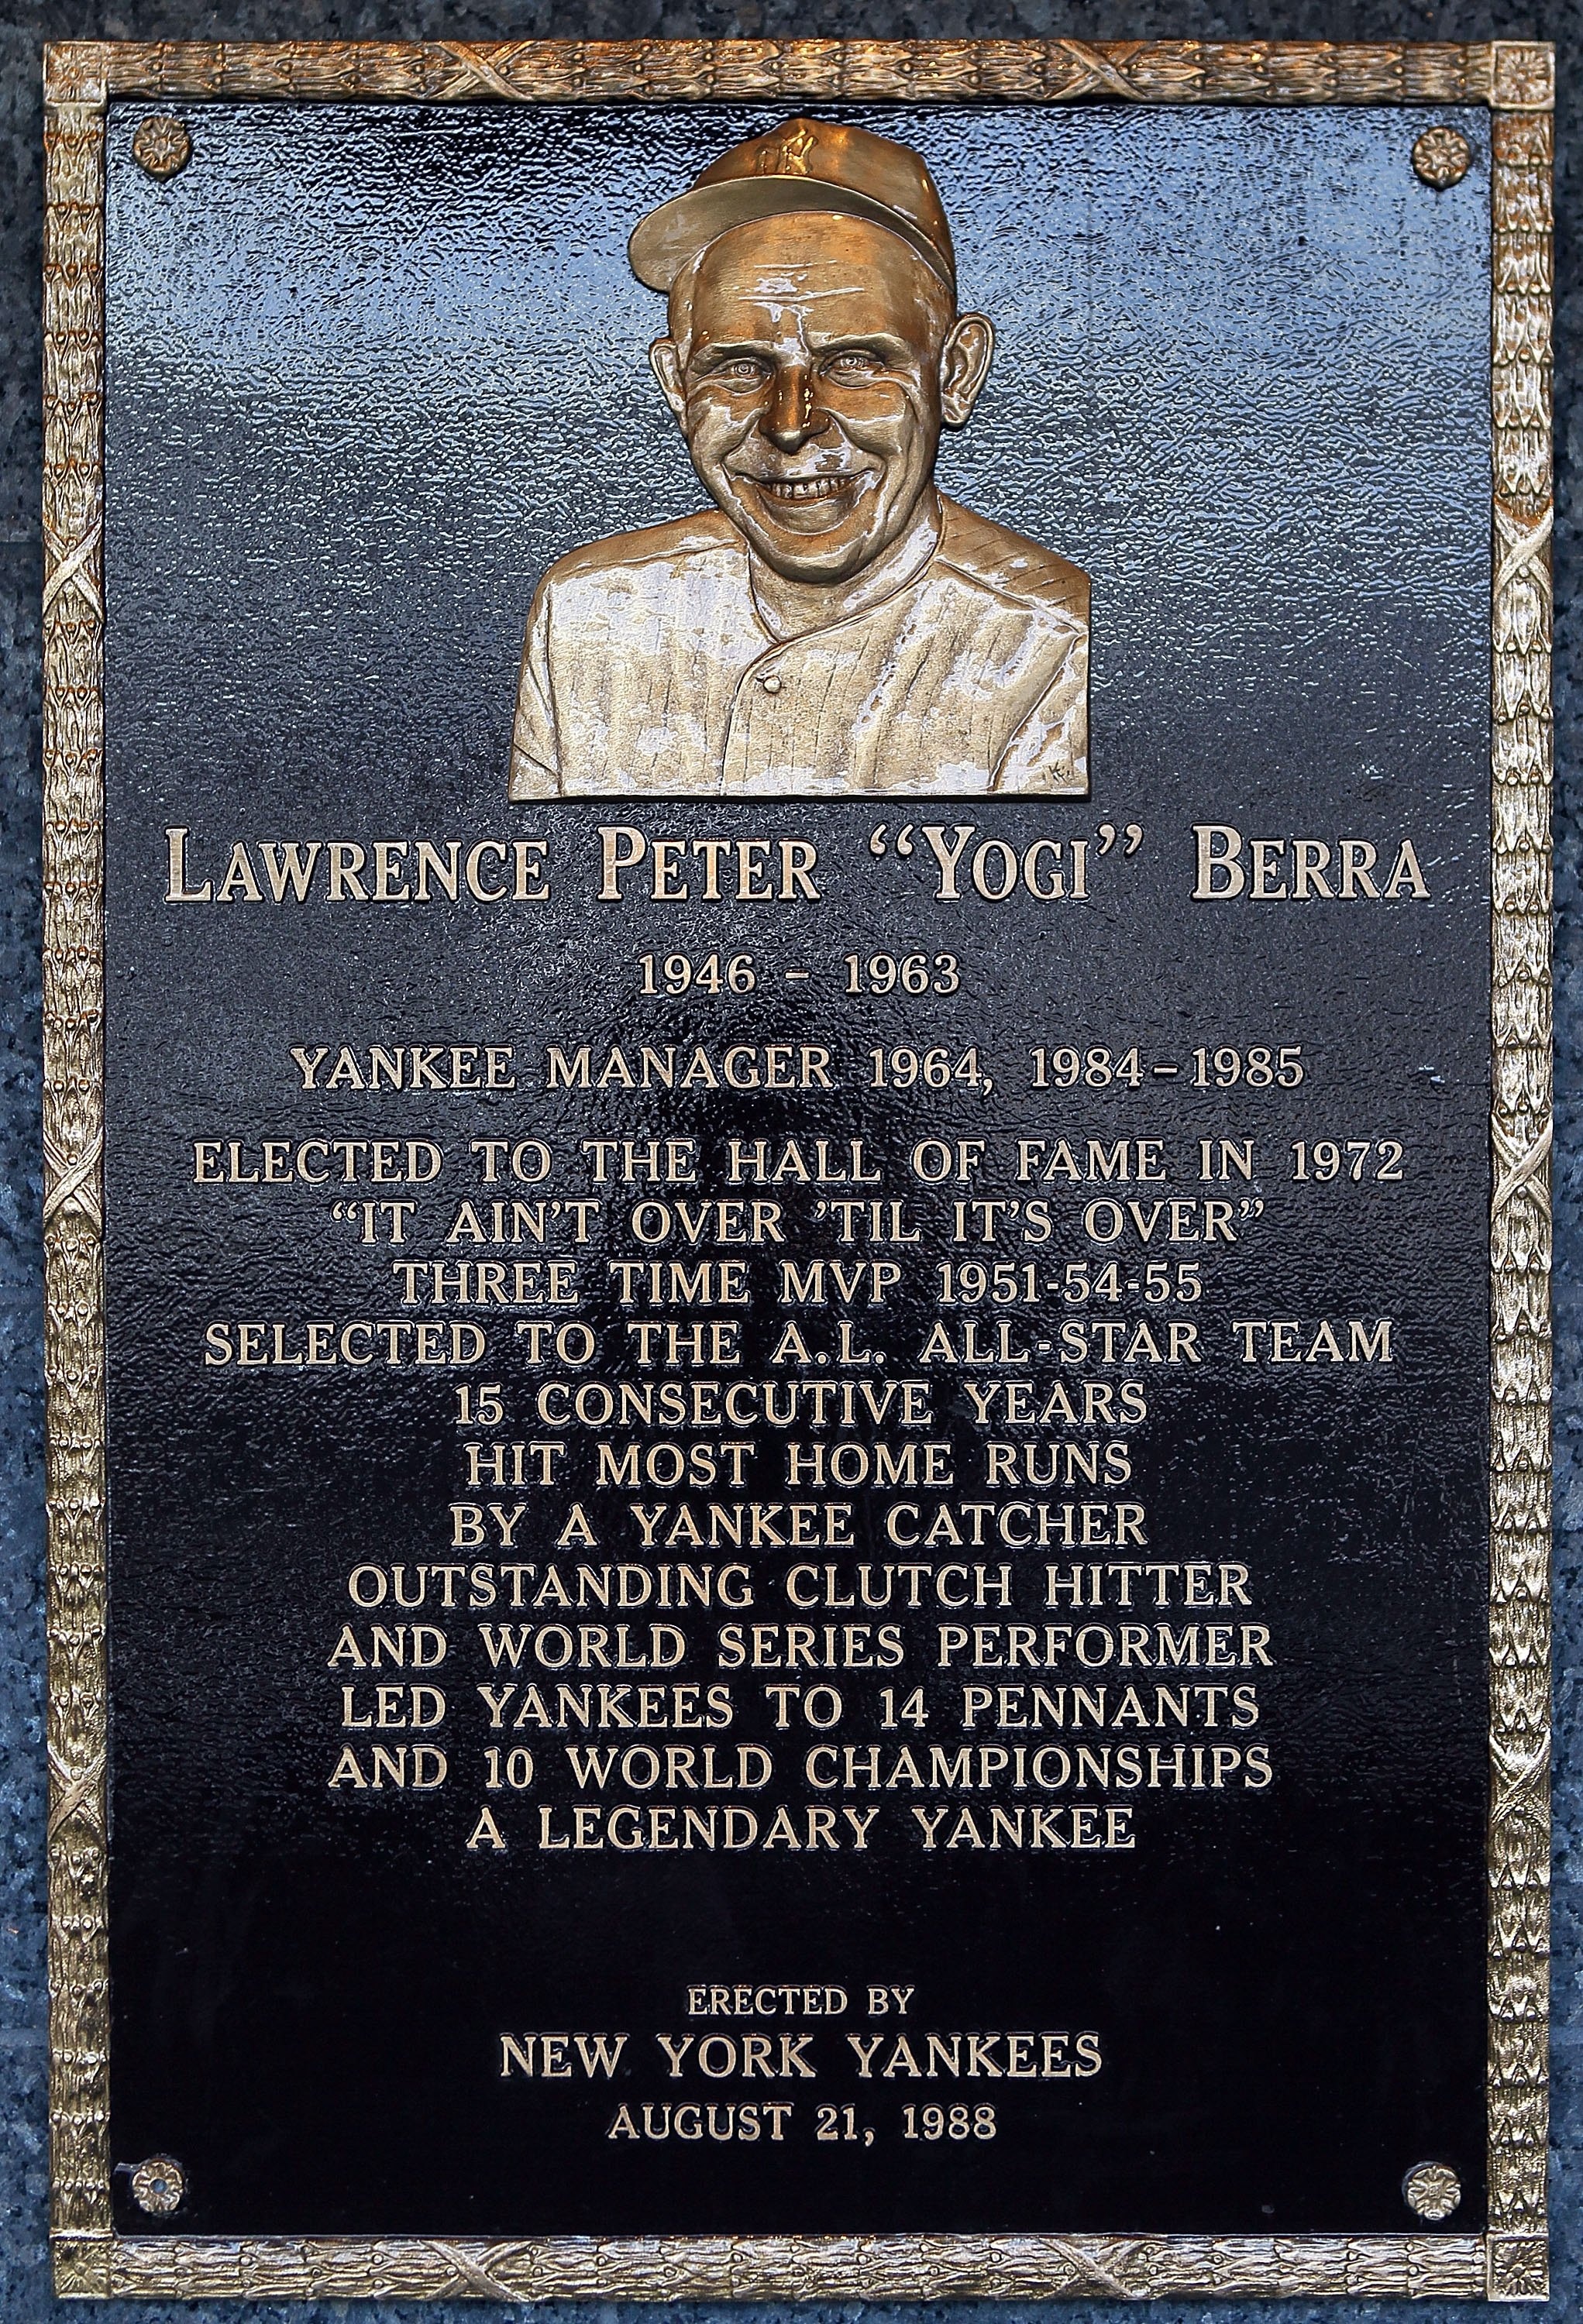 LAWRENCE PETER “YOGI” BERRA
1946 – 1963
YANKEE MANAGER 1964, 1984–1985
ELECTED TO THE HALL OF FAME IN 1972
“IT AIN'T OVER 'TIL IT'S OVER”
THREE TIME MVP 1951-54-55
SELECTED TO THE A.L. ALL-STAR TEAM
15 CONSECUTIVE YEARS
HIT MOST HOME RUNS
BY A YANKEE CATCHER
OUTSTANDING CLUTCH HITTER
AND WORLD SERIES PERFORMER
LED YANKEES TO 14 PENNANTS
AND 10 WORLD CHAMPIONSHIPS
A LEGENDARY YANKEE
ERECTED BY
NEW YORK YANKEES
AUGUST 21, 1988